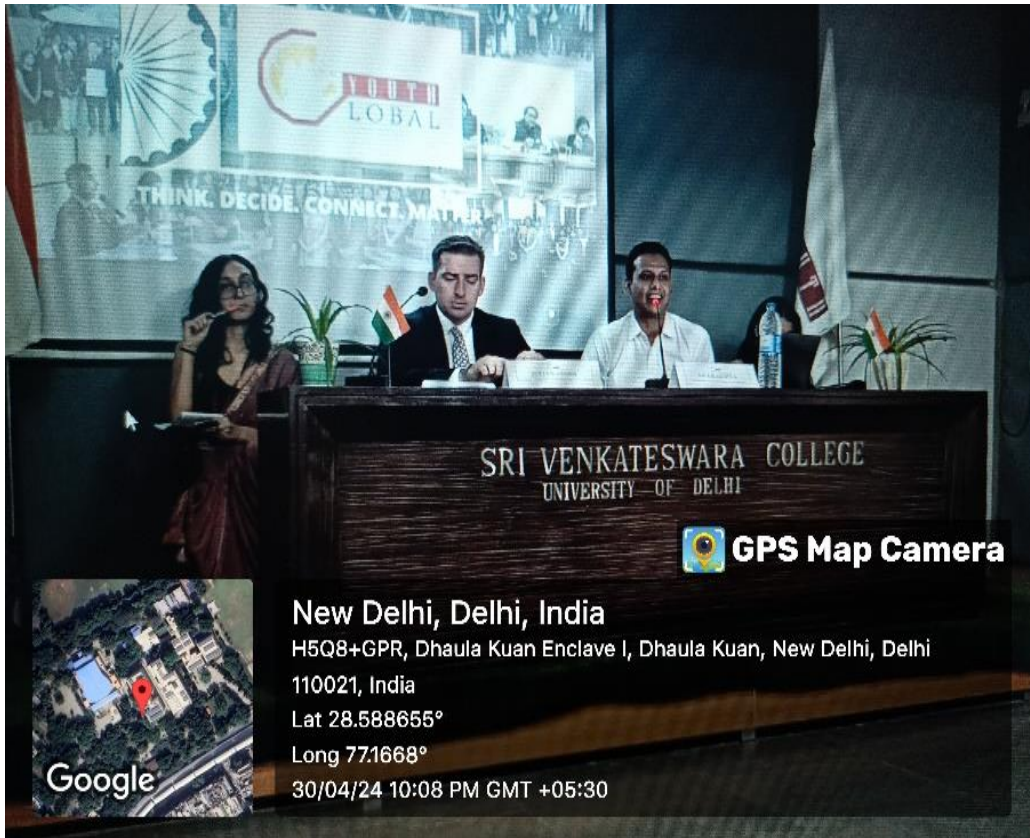 YOUTH
LOBAL
THINK. DECIDE. CONNECT. MATTER
SRI VENKATESWARA COLLEGE
UNIVERSITY OF DELHI
GPS Map Camera
New Delhi, Delhi, India
H5Q8+GPR, Dhaula Kuan Enclave I, Dhaula Kuan, New Delhi, Delhi
110021, India
Lat 28.588655°
Long 77.1668°
30/04/24 10:08 PM GMT +05:30
Google